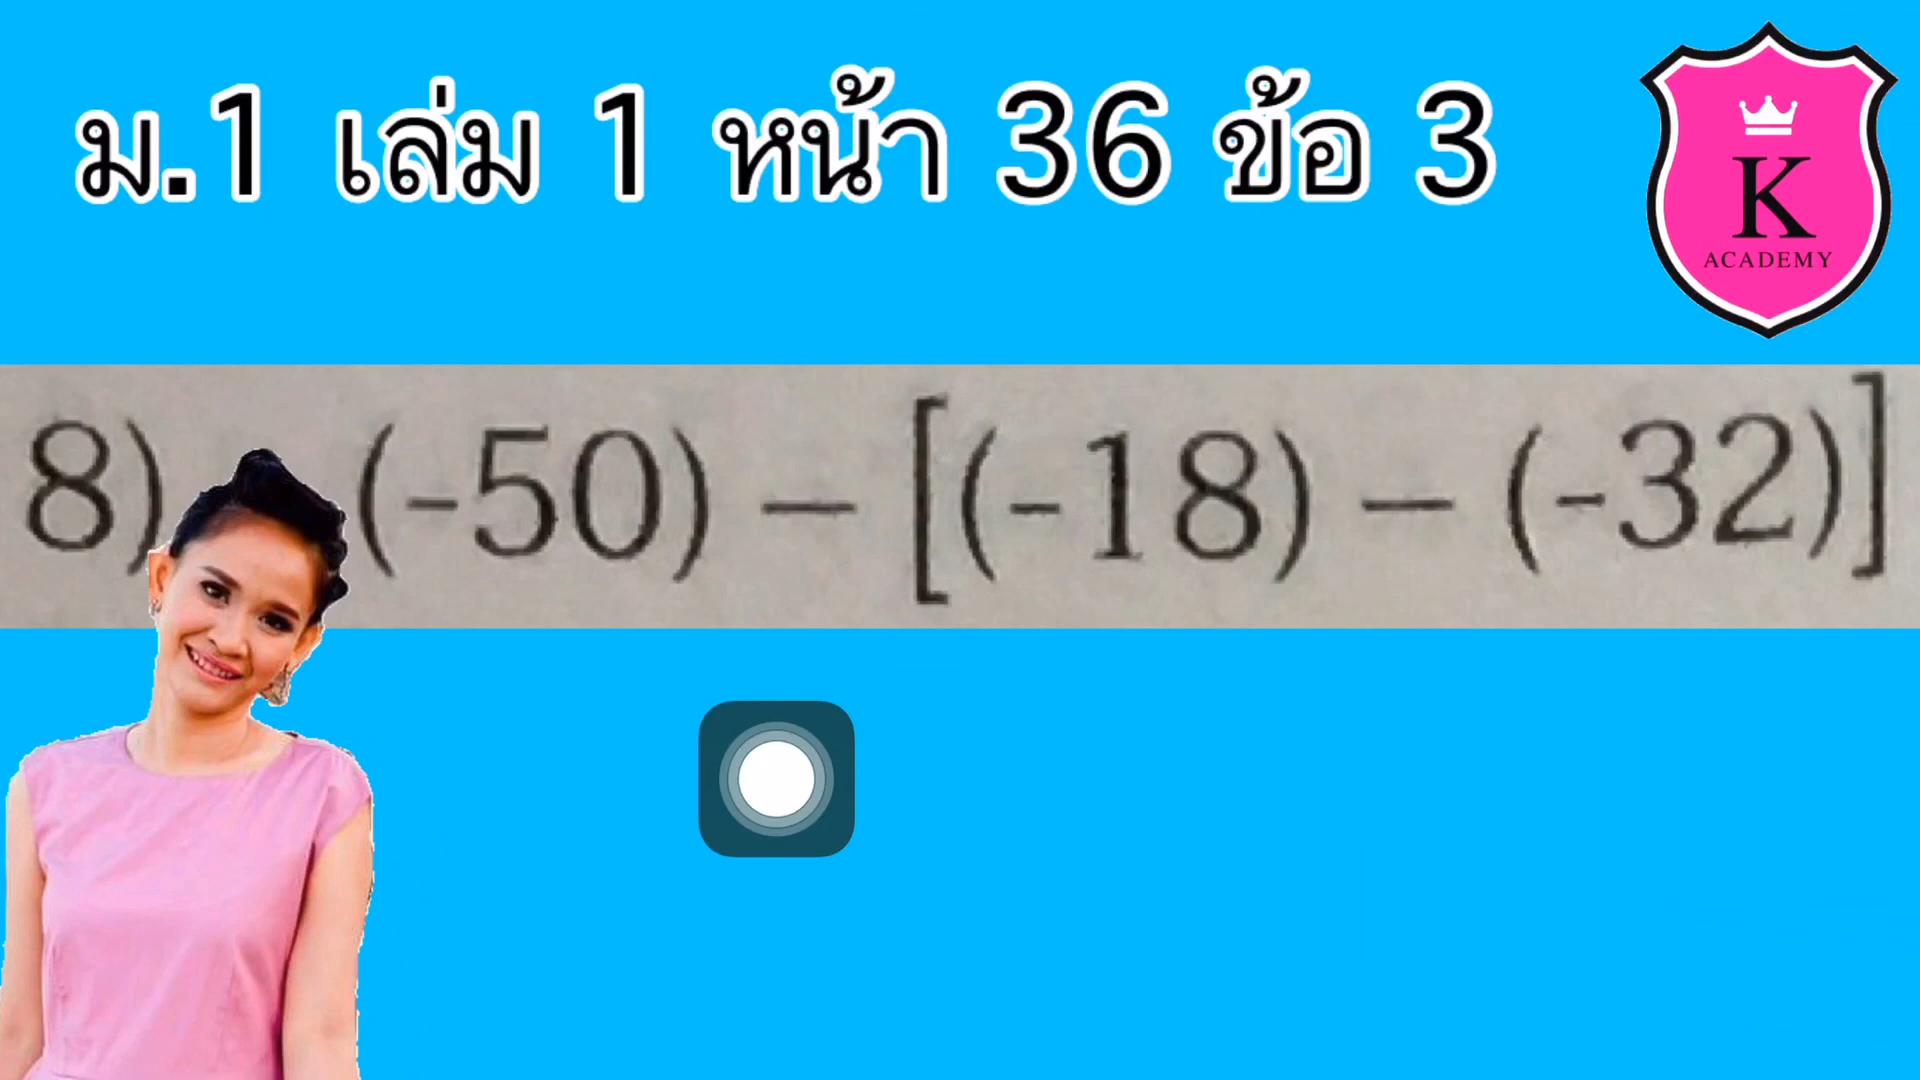 ม.1 เล่ม 1 หน้า 36 ข้อ 3
K
ACADEMY
8) (-50) – [(-18) – (-32)]